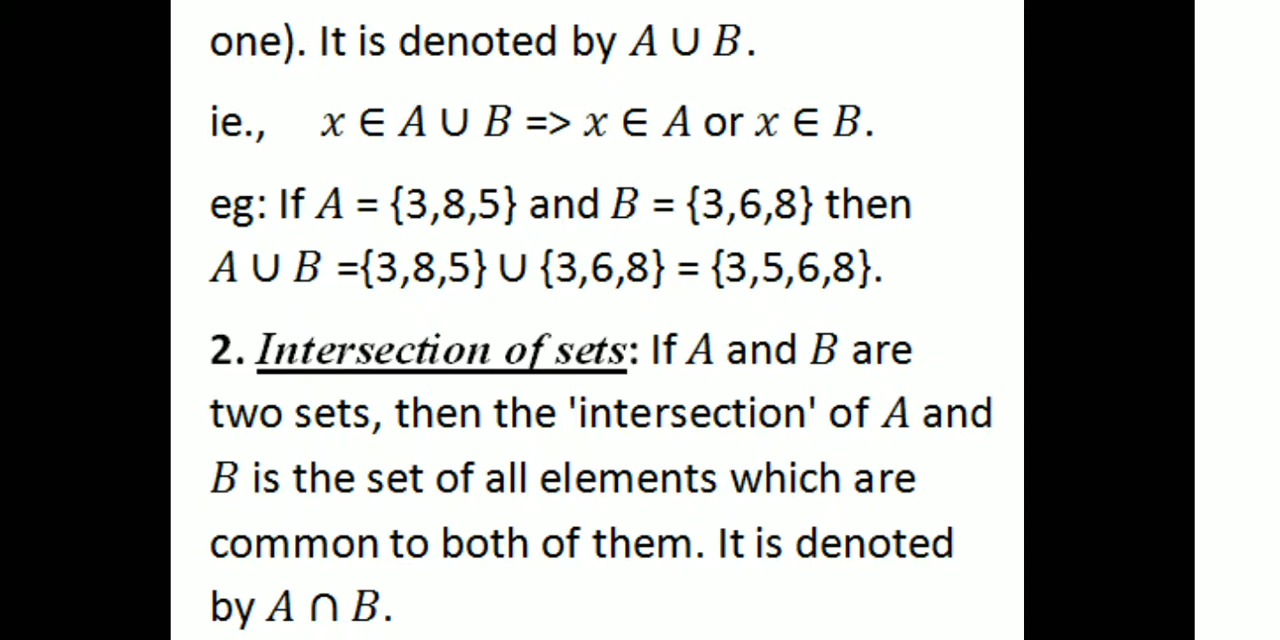 one). It is denoted by A ∪ B.
ie., x ∈ A ∪ B => x ∈ A or x ∈ B.
eg: If A = {3,8,5} and B = {3,6,8} then
A ∪ B ={3,8,5} ∪ {3,6,8} = {3,5,6,8}.
2. Intersection of sets: If A and B are
two sets, then the 'intersection' of A and
B is the set of all elements which are
common to both of them. It is denoted
by A ∩ B.